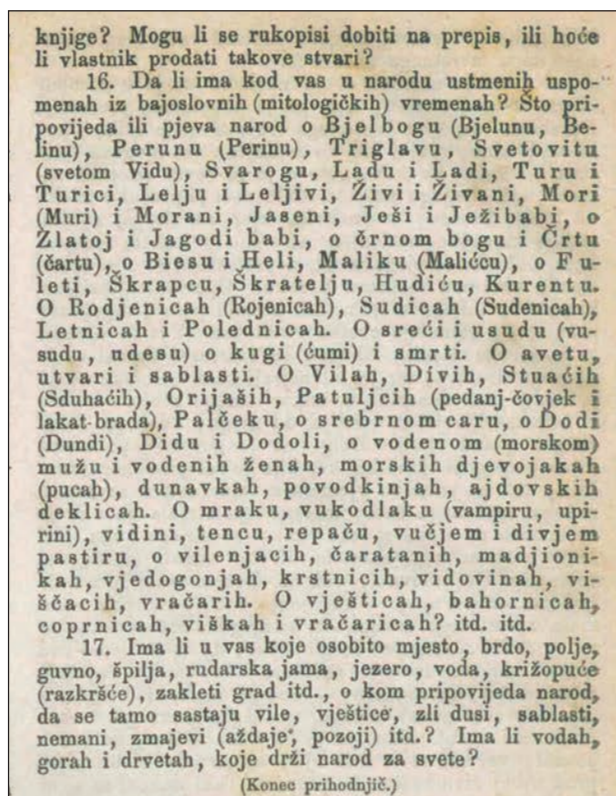 knjige? Mogu li se rukopisi dobiti na prepis, ili hoće
li vlastnik prodati takove stvari?
16. Da li ima kod vas u narodu ustmenih uspo-
menah iz bajoslovnih (mitologičkih) vremenah? Što pri-
povijeda ili pjeva narod o Bjelbogu (Bjelunu, Be-
linu), Perunu (Perinu), Triglavu, Svetovitu
(svetom Vidu), Svarogu, Ladu i Ladi, Turu i
Turici, Lelju i Leljivi, Živi i Živani, Mori
(Muri) i Morani, Jaseni, Ješi i Ježibabi, o
Zlatoj i Jagodi babi, o črnom bogu i Črtu
(čartu), o Biesu i Heli, Maliku (Malićcu), o Fu-
leti, Škrapcu, Škratelju, Hudiću, Kurentu.
O Rodjenicah (Rojenicah), Sudicah (Sudenicah),
Letnicah i Polednicah. O sreći i usudu (vu-
sudu, udesu) o kugi (ćumi) i smrti. O avetu,
utvari i sablasti. O Vilah, Divih, Stuaćih
(Sduhaćih), Orijaših, Patuljcih (pedanj-čovjek i
lakat-brada), Palčeku, o srebrnom caru, o Dodi
(Dundi), Didu i Dodoli, o vodenom (morskom)
mužu i vodenih ženah, morskih djevojakah
(pucah), dunavkah, povodkinjah, ajdovskih
deklicah. O mraku, vukodlaku (vampiru, upi-
rini), vidini, tencu, repaču, vučjem i divjem
pastiru, o vilenjacih, čaratanih, madjioni-
kah, vjedogonjah, krstnicih, vidovinah, vi-
ščacih, vračarih. O vješticah, bahornicah,
coprnicah, viškah i vračaricah? itd. itd.
17. Ima li u vas koje osobito mjesto, brdo, polje,
guvno, špilja, rudarska jama, jezero, voda, križopuće
(razkršće), zakleti grad itd., o kom pripovijeda narod,
da se tamo sastaju vile, vještice, zli dusi, sablasti,
nemani, zmajevi (aždaje, pozoji) itd.? Ima li vodah,
gorah i drvetah, koje drži narod za svete?
(Konec prihodnjič.)